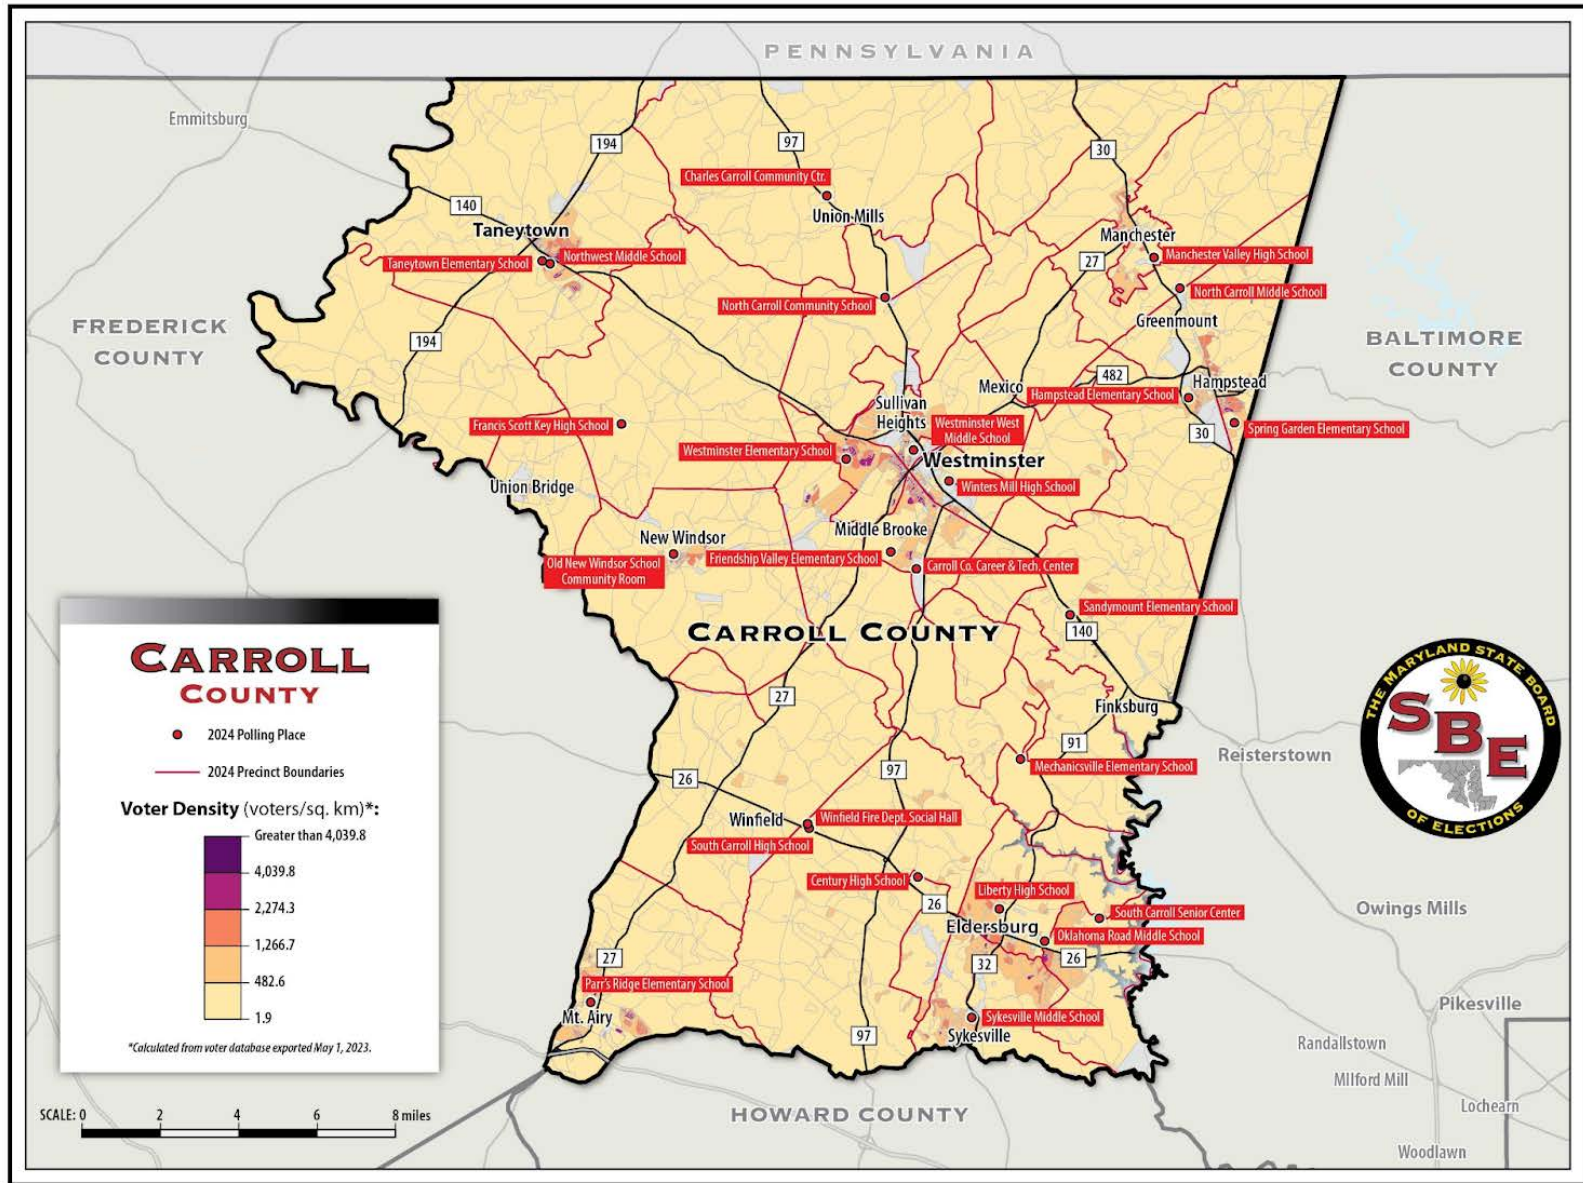 PENNSYLVANIA
Emmitsburg
194
97
30
Charles Carroll Community Ctr.
140
Union Mills
Taneytown
Manchester
Northwest Middle School
Taneytown Elementary School
27
Manchester Valley High School
North Carroll Middle School
North Carroll Community School
Greenmount
FREDERICK
COUNTY
194
BALTIMORE
COUNTY
482
Mexico
Hampstead
Hampstead Elementary School
Sullivan
Heights
Westminster West
Middle School
Francis Scott Key High School
30
Spring Garden Elementary School
Westminster Elementary School
Westminster
Union Bridge
Winters Mill High School
Middle Brooke
New Windsor
Friendship Valley Elementary School
Old New Windsor School
Community Room
Carroll Co. Career & Tech. Center
Sandymount Elementary School
CARROLL COUNTY
140
27
Finksburg
91
Reisterstown
Mechanicsville Elementary School
26
97
Winfield
Winfield Fire Dept. Social Hall
South Carroll High School
Century High School
Liberty High School
26
South Carroll Senior Center
Owings Mills
Eldersburg
Oklahoma Road Middle School
27
32
26
Parr's Ridge Elementary School
Mt. Airy
Sykesville Middle School
Sykesville
97
Pikesville
Randallstown
Milford Mill
Lochearn
Woodlawn
HOWARD COUNTY
CARROLL
COUNTY
2024 Polling Place
2024 Precinct Boundaries
Voter Density (voters/sq. km)*:
Greater than 4,039.8
4,039.8
2,274.3
1,266.7
482.6
1.9
*Calculated from voter database exported May 1, 2023.
SCALE: 0 2 4 6 8 miles
THE MARYLAND STATE BOARD
SBE
OF ELECTIONS